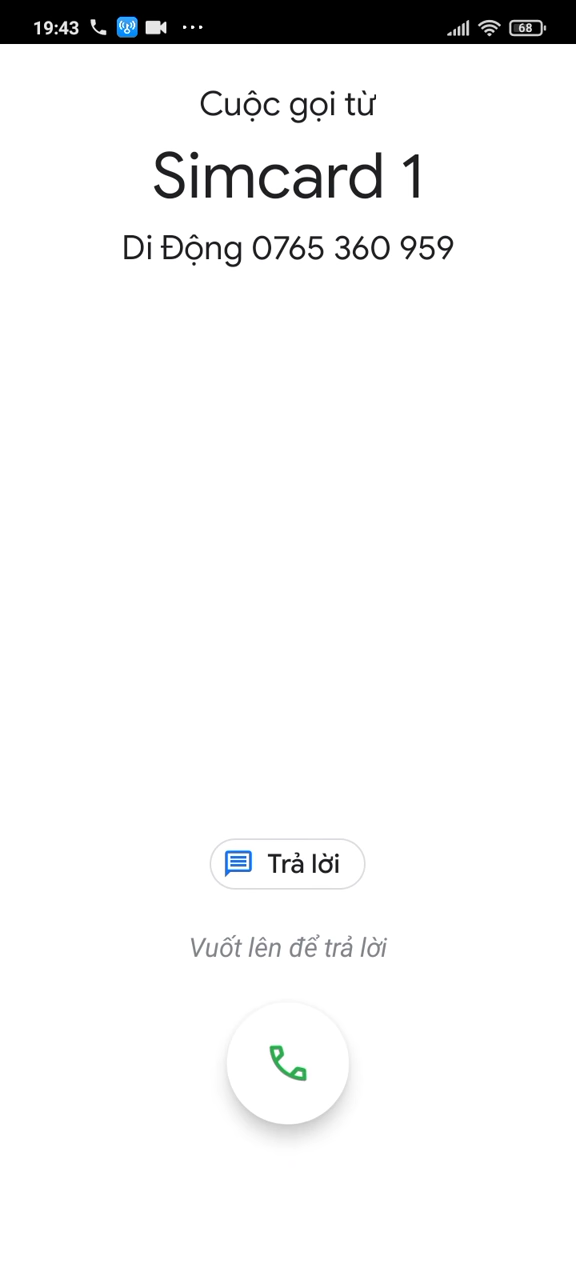 19:43
68
Cuộc gọi từ
Simcard 1
Di Động 0765 360 959
Trả lời
Vuốt lên để trả lời